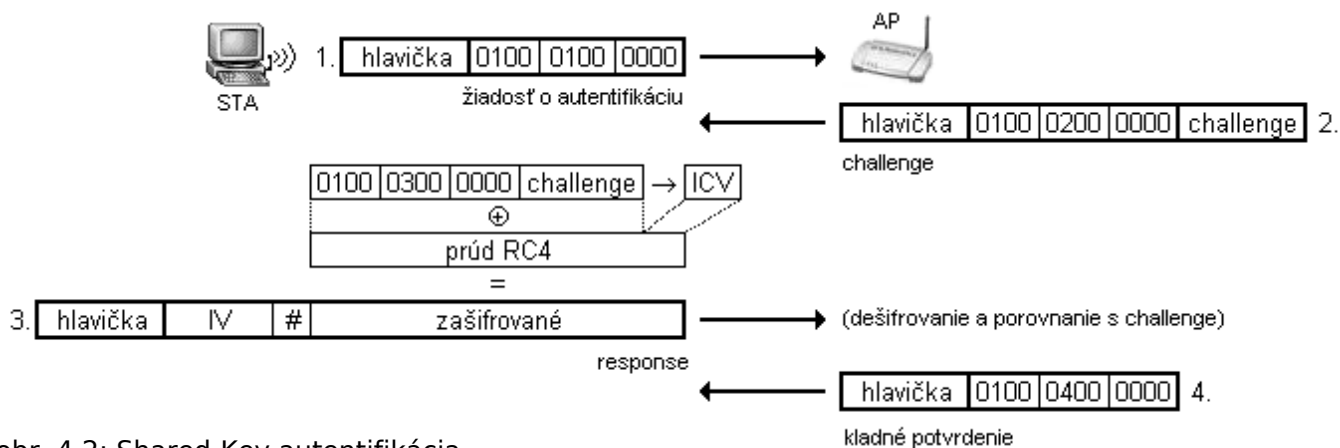 AP
STA
1. hlavička 0100 0100 0000
žiadosť o autentifikáciu
hlavička 0100 0200 0000 challenge 2.
challenge
0100 0300 0000 challenge → ICV
⊕
prúd RC4
=
3. hlavička IV # zašifrované
(dešifrovanie a porovnanie s challenge)
response
hlavička 0100 0400 0000 4.
kladné potvrdenie
obr. 4.2: Shared Key autentifikácia